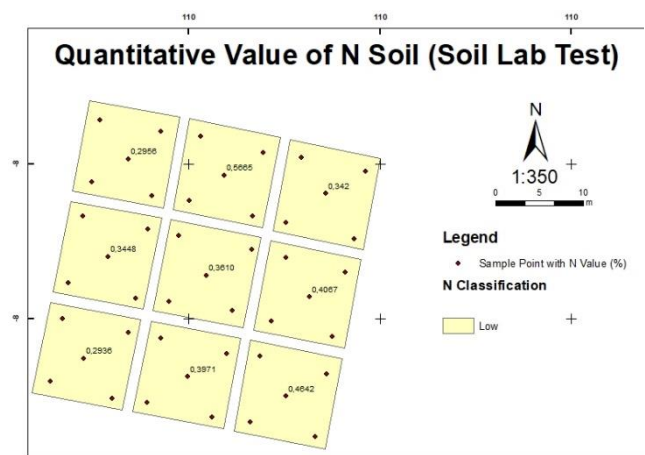 110 110 110
Quantitative Value of N Soil (Soil Lab Test)
N
0,2956 0,5665 0,342
1:350
0 5 10
m
0,3448 0,3610 0,4067
Legend
Sample Point with N Value (%)
N Classification
Low
0,2936 0,3971 0,4642
-8
-8